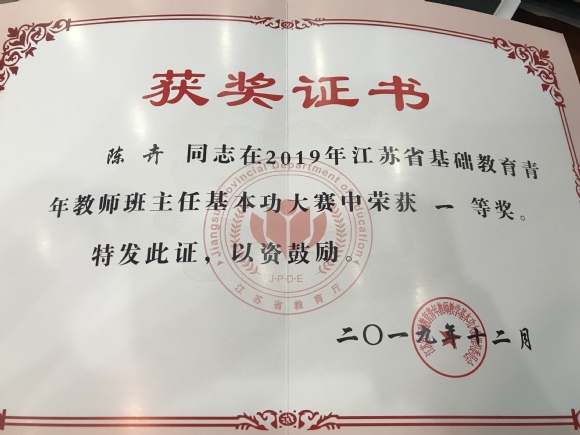 获奖证书
陈卉 同志在2019年江苏省基础教育青
年教师班主任基本功大赛中荣获 一 等奖。
特发此证,以资鼓励。
Jiangsu Provincial Department of Education
J·P·D·E
江苏省教育厅
二〇一九年十二月